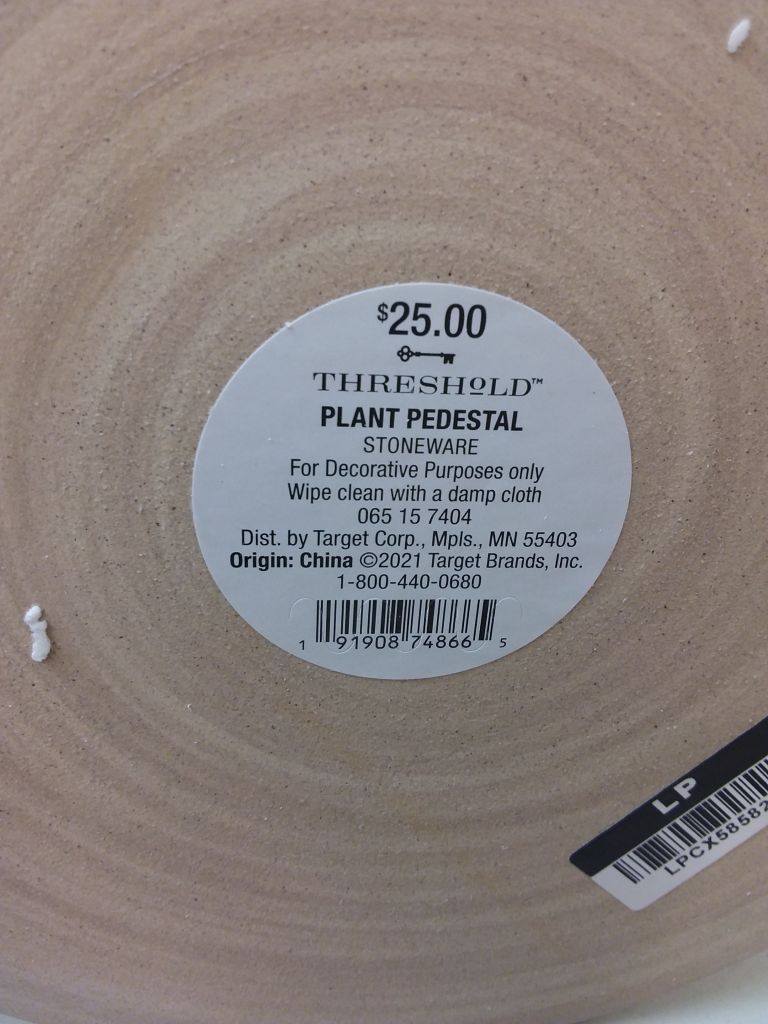 $25.00
THRESHOLD™
PLANT PEDESTAL
STONEWARE
For Decorative Purposes only
Wipe clean with a damp cloth
065 15 7404
Dist. by Target Corp., Mpls., MN 55403
Origin: China ©2021 Target Brands, Inc.
1-800-440-0680
1 91908 74866 5
LP
LPCX58582